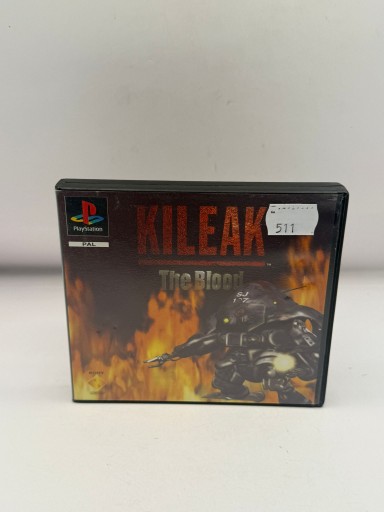 PlayStation
PAL
KILEAK
The Blood
511